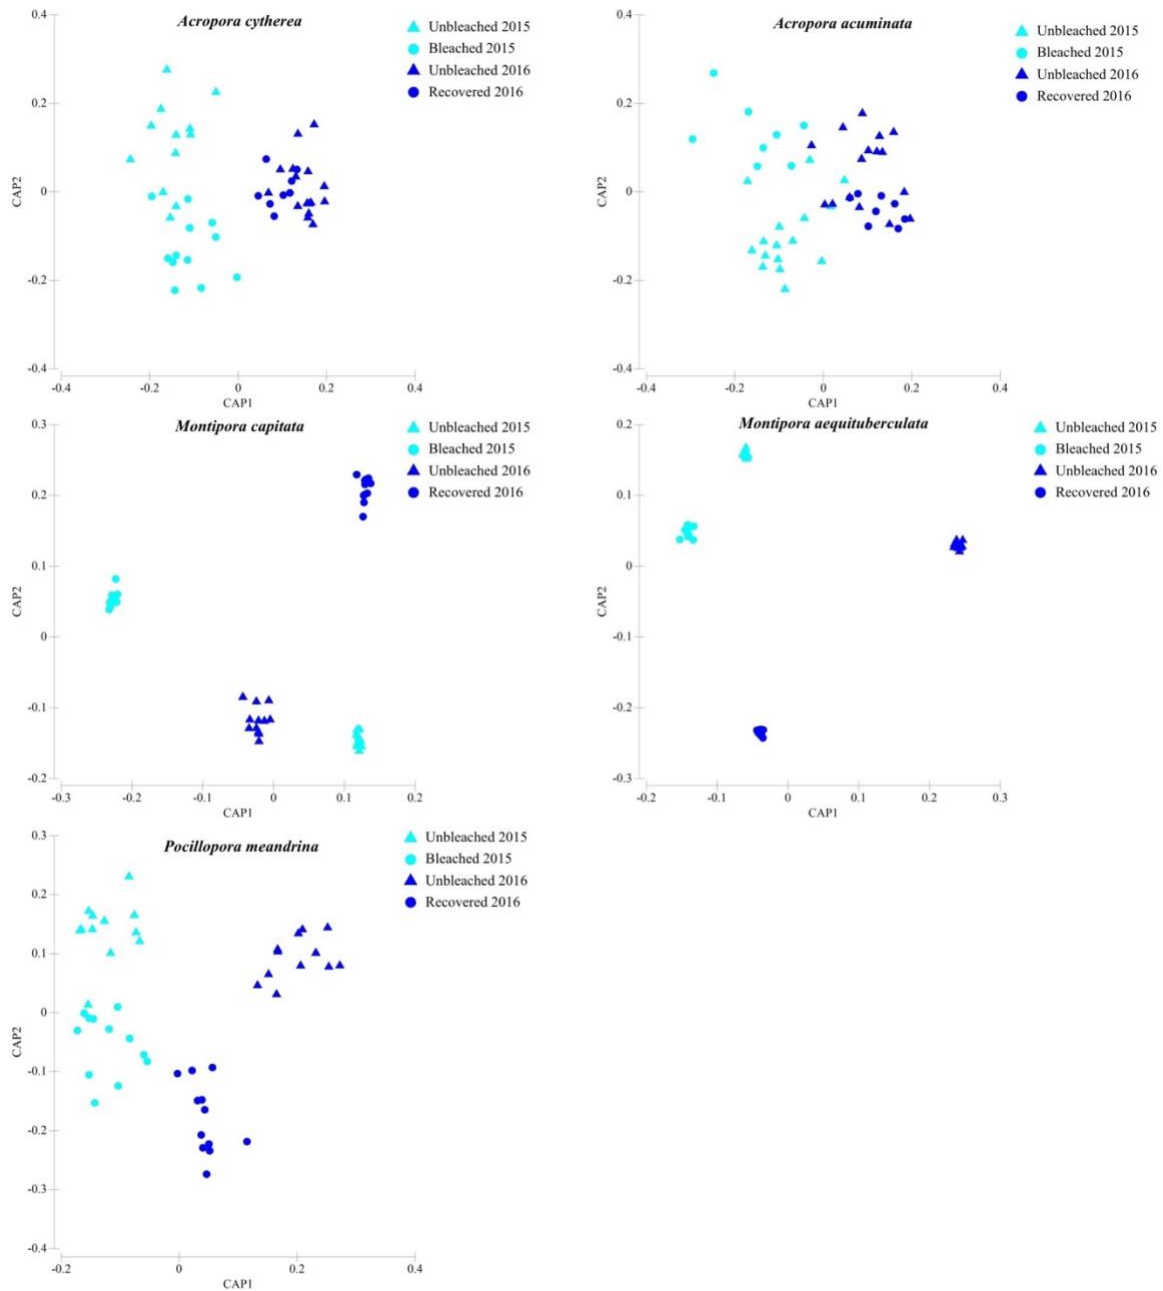 Acropora cytherea
Unbleached 2015
Bleached 2015
Unbleached 2016
Recovered 2016
0.4
0.2
0
-0.2
-0.4
CAP2
-0.4
-0.2
0
0.2
0.4
CAP1
Acropora acuminata
Unbleached 2015
Bleached 2015
Unbleached 2016
Recovered 2016
0.4
0.2
0
-0.2
-0.4
CAP2
-0.4
-0.2
0
0.2
0.4
CAP1
Montipora capitata
Unbleached 2015
Bleached 2015
Unbleached 2016
Recovered 2016
0.3
0.2
0.1
0
-0.1
-0.2
CAP2
-0.3
-0.2
-0.1
0
0.1
0.2
CAP1
Montipora aequituberculata
Unbleached 2015
Bleached 2015
Unbleached 2016
Recovered 2016
0.2
0.1
0
-0.1
-0.2
-0.3
CAP2
-0.2
-0.1
0
0.1
0.2
0.3
CAP1
Pocillopora meandrina
Unbleached 2015
Bleached 2015
Unbleached 2016
Recovered 2016
0.3
0.2
0.1
0
-0.1
-0.2
-0.3
-0.4
CAP2
-0.2
0
0.2
0.4
CAP1